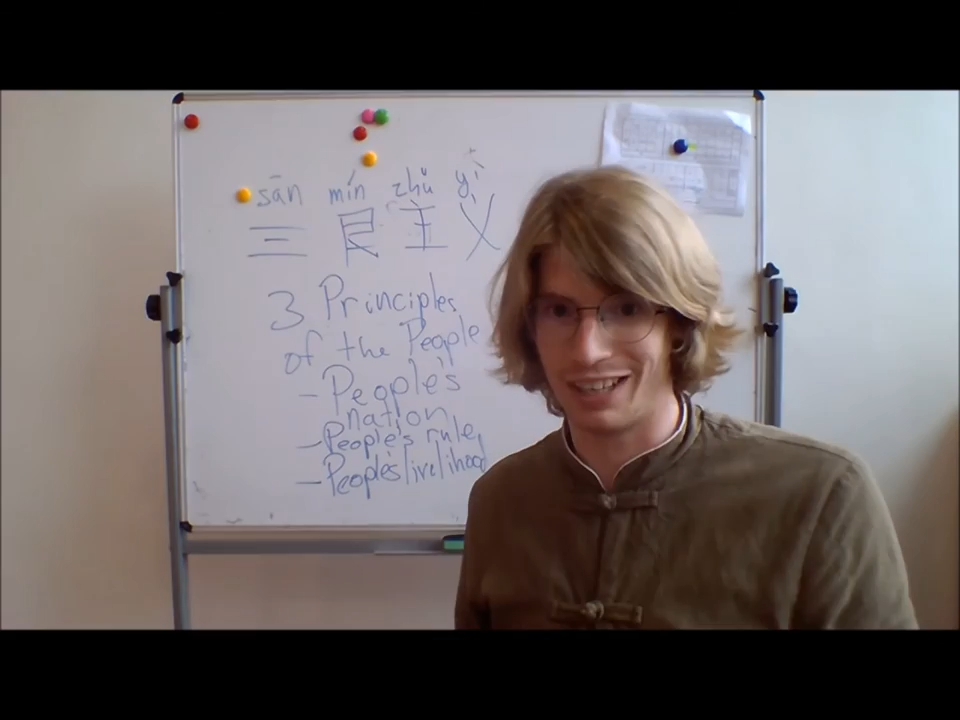 sān mín zhǔ yì
三民主义
3 Principles
of the People
- People's
nation
- People's rule
- People's livelihood